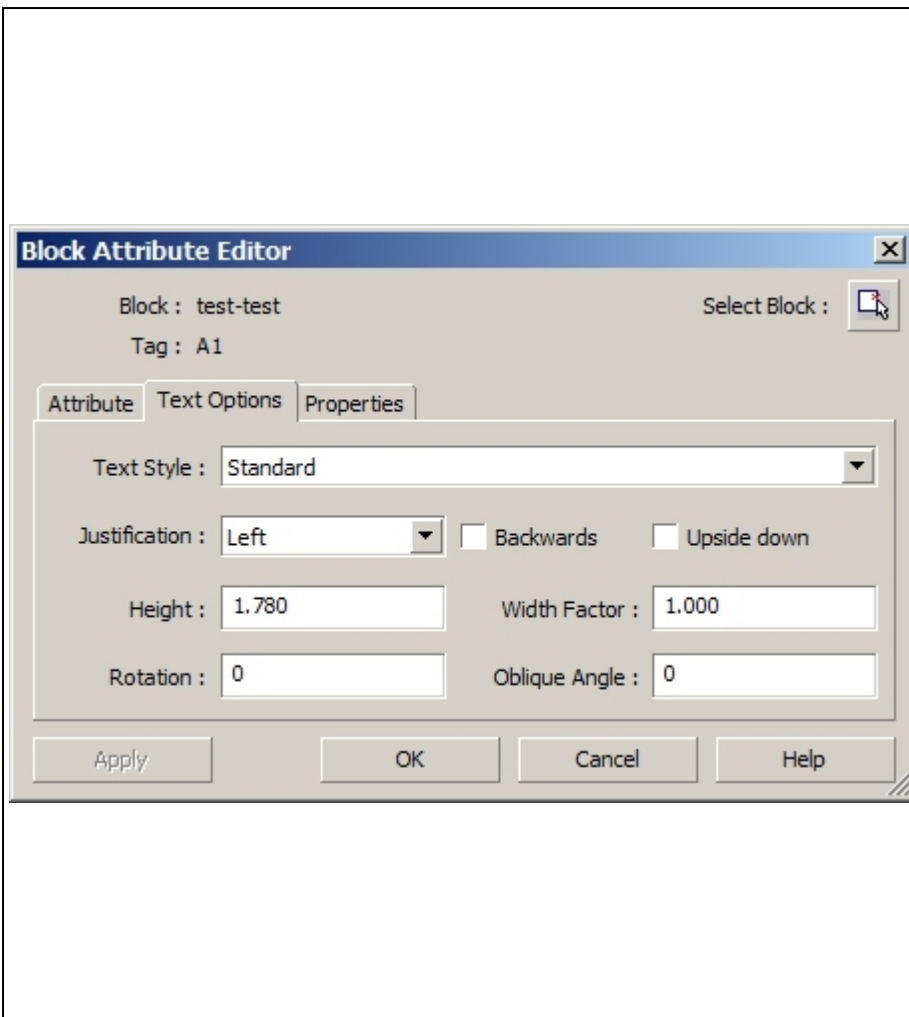 Block Attribute Editor
Block : test-test
Select Block :
Tag : A1
Attribute Text Options Properties
Text Style : Standard
Justification : Left Backwards Upside down
Height : 1.780 Width Factor : 1.000
Rotation : 0 Oblique Angle : 0
Apply OK Cancel Help